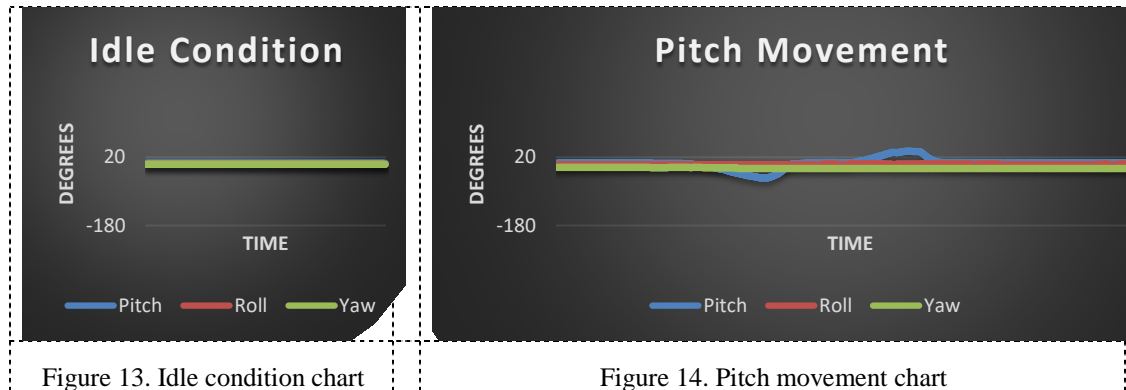 Idle Condition
DEGREES
20
-180
TIME
Pitch Roll Yaw
Figure 13. Idle condition chart
Pitch Movement
DEGREES
20
-180
TIME
Pitch Roll Yaw
Figure 14. Pitch movement chart